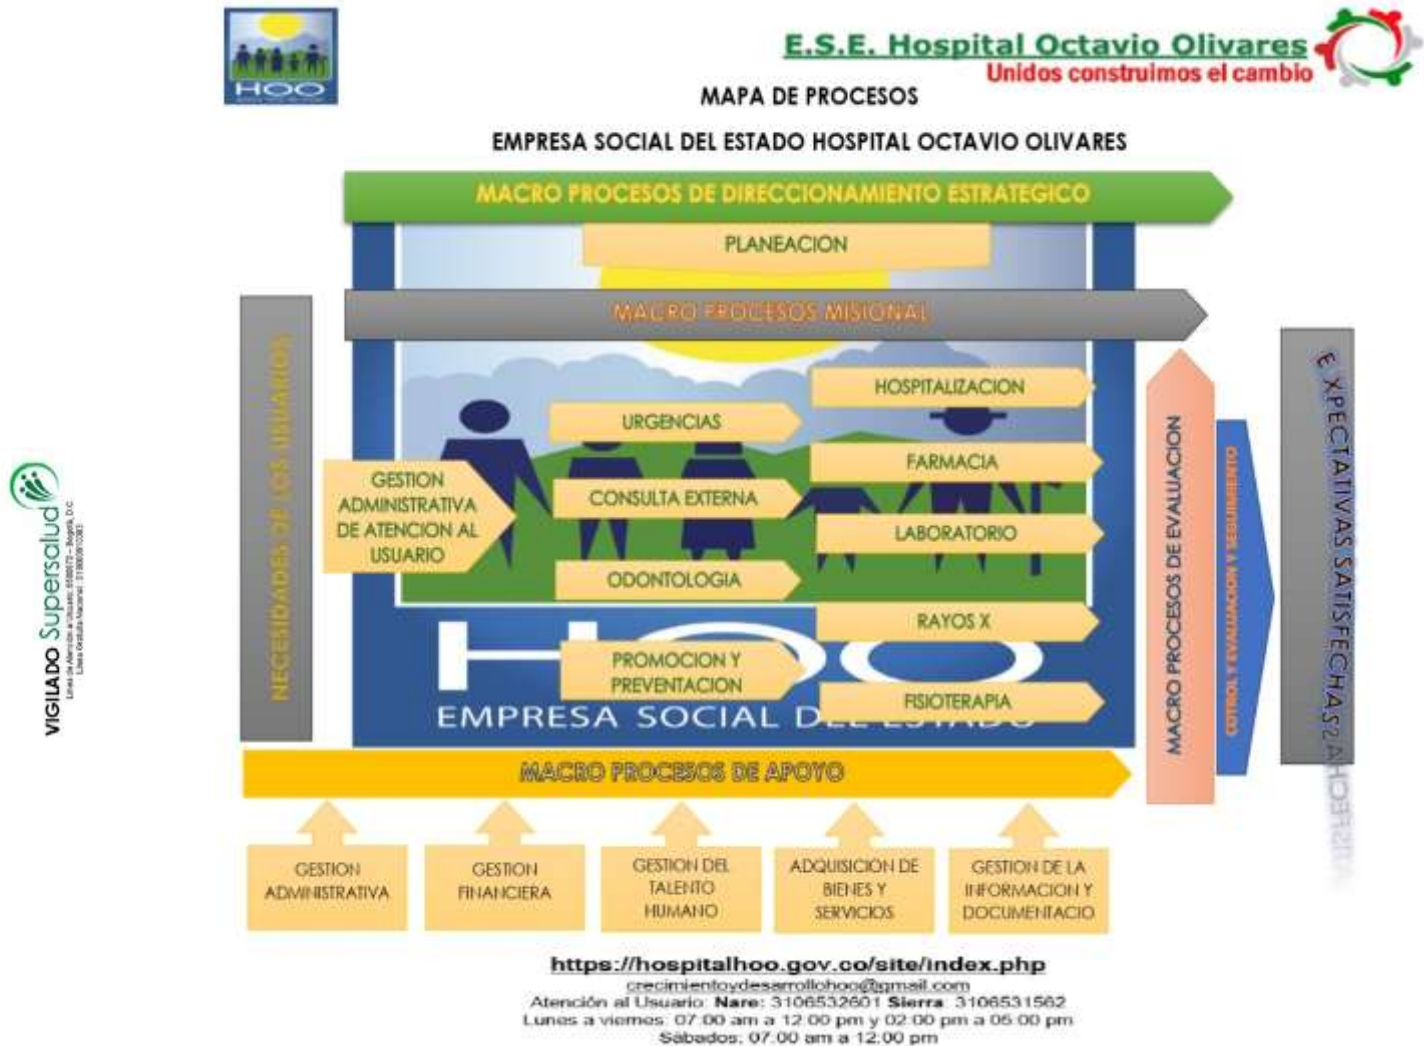 HOO
E.S.E. Hospital Octavio Olivares
Unidos construimos el cambio
MAPA DE PROCESOS
EMPRESA SOCIAL DEL ESTADO HOSPITAL OCTAVIO OLIVARES
MACRO PROCESOS DE DIRECCIONAMIENTO ESTRATEGICO
PLANEACION
MACRO PROCESOS MISIONAL
NECESIDADES DE LOS USUARIOS
GESTION
ADMINISTRATIVA
DE ATENCION AL
USUARIO
URGENCIAS
CONSULTA EXTERNA
ODONTOLOGIA
PROMOCION Y
PREVENTACION
HOSPITALIZACION
FARMACIA
LABORATORIO
RAYOS X
FISIOTERAPIA
HOO
EMPRESA SOCIAL DEL ESTADO
MACRO PROCESOS DE EVALUACION
COTROL Y EVALUACION Y SEGUIMIENTO
E XPECTATIVAS SATISFECHAS
MACRO PROCESOS DE APOYO
GESTION
ADMINISTRATIVA
GESTION
FINANCIERA
GESTION DEL
TALENTO
HUMANO
ADQUISICION DE
BIENES Y
SERVICIOS
GESTION DE LA
INFORMACION Y
DOCUMENTACIO
VIGILADO Supersalud
https://hospitalhoo.gov.co/site/index.php
crecimientoydesarrollohoo@gmail.com
Atención al Usuario: Nare: 3106532601 Sierra: 3106531562
Lunes a viernes: 07:00 am a 12:00 pm y 02:00 pm a 05:00 pm
Sábados: 07:00 am a 12:00 pm